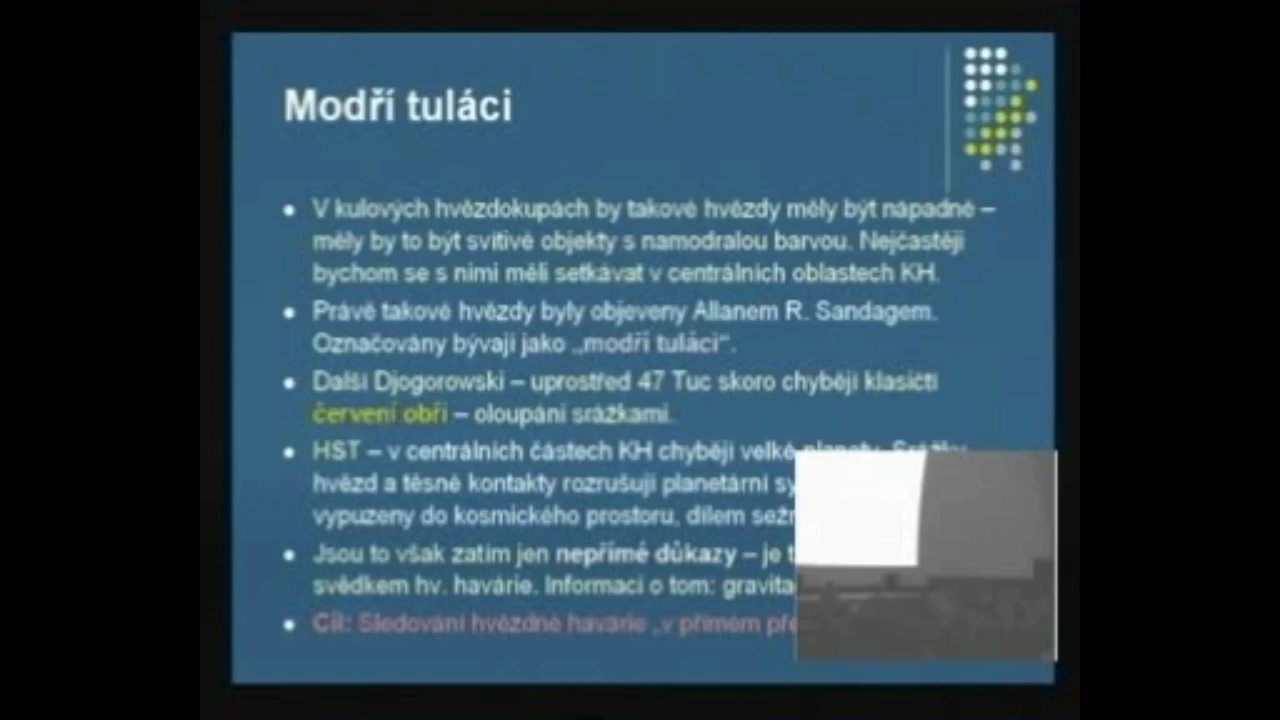 Modří tuláci
V kulových hvězdokupách by takové hvězdy měly být nápadné –
měly by to být svítivé objekty s namodralou barvou. Nejčastěji
bychom se s nimi měli setkávat v centrálních oblastech KH.
Právě takové hvězdy byly objeveny Allanem R. Sandagem.
Označovány bývají jako „modří tuláci“.
Další Djogorowski – uprostřed 47 Tuc skoro chybějí klasičtí
červení obři – oloupáni srážkami.
HST – v centrálních částech KH chybějí velké planety. Srážky
hvězd a těsné kontakty rozrušují planetární
vypuzeny do kosmického prostoru, dílem
Jsou to však zatím jen nepřímé důkazy – je
svědkem hv. havárie. Informaci o tom:
Cíl: Sledování hvězdné havárie „v přímém